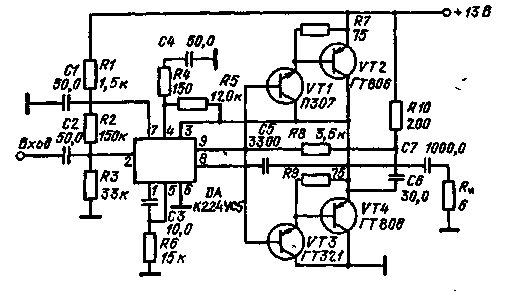 R7
75
+13 В
C4
50,0
C1
50,0
R1
1,5к
R4
150
R5
120к
VT1
П307
VT2
ГТ806
C2
50,0
R2
150к
R10
200
Вход
7
4
3
9
C5
3300
R8
3,6к
C7
1000,0
2
8
R3
33к
1
5
6
DA
К224УС5
R9
75
C6
30,0
Rн
6
C3
10,0
R6
15к
VT3
ГТ321
VT4
ГТ806